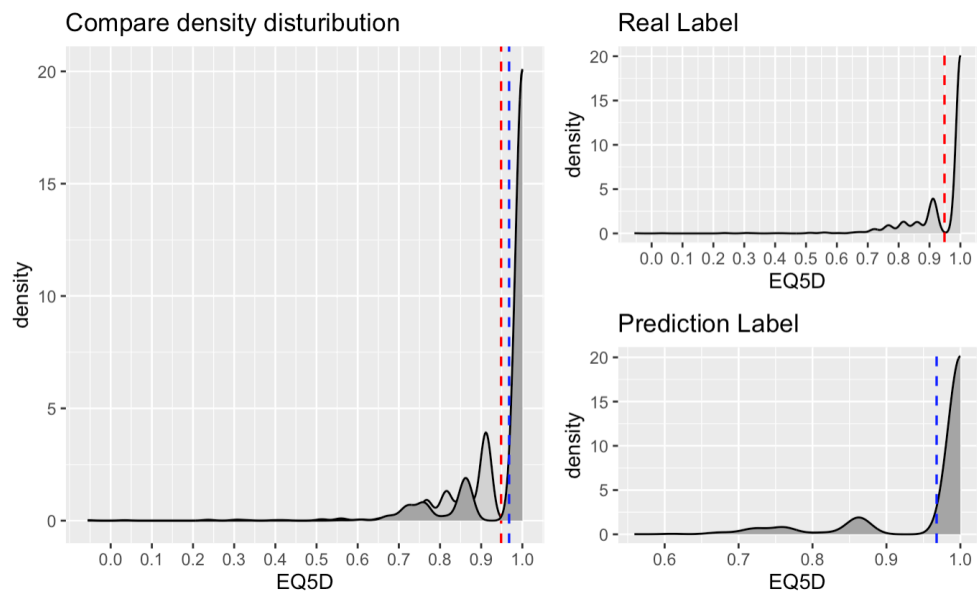 Compare density disturibution
20
15
10
5
0
density
0.0 0.1 0.2 0.3 0.4 0.5 0.6 0.7 0.8 0.9 1.0
EQ5D
Real Label
20
15
10
5
0
density
0.0 0.1 0.2 0.3 0.4 0.5 0.6 0.7 0.8 0.9 1.0
EQ5D
Prediction Label
20
15
10
5
0
density
0.6 0.7 0.8 0.9 1.0
EQ5D